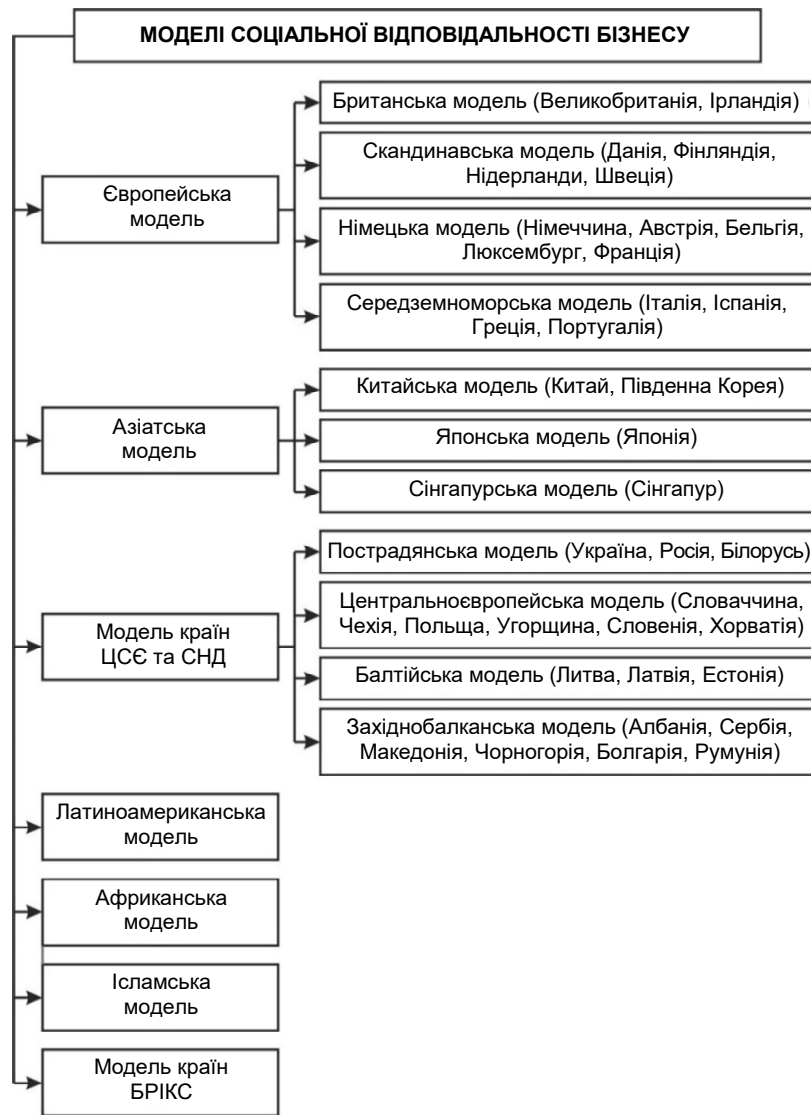 МОДЕЛІ СОЦІАЛЬНОЇ ВІДПОВІДАЛЬНОСТІ БІЗНЕСУ
Європейська
модель
Британська модель (Великобританія, Ірландія)
Скандинавська модель (Данія, Фінляндія,
Нідерланди, Швеція)
Німецька модель (Німеччина, Австрія, Бельгія,
Люксембург, Франція)
Середземноморська модель (Італія, Іспанія,
Греція, Португалія)
Азіатська
модель
Китайська модель (Китай, Південна Корея)
Японська модель (Японія)
Сінгапурська модель (Сінгапур)
Модель країн
ЦСЄ та СНД
Пострадянська модель (Україна, Росія, Білорусь)
Центральноєвропейська модель (Словаччина,
Чехія, Польща, Угорщина, Словенія, Хорватія)
Балтійська модель (Литва, Латвія, Естонія)
Західнобалканська модель (Албанія, Сербія,
Македонія, Чорногорія, Болгарія, Румунія)
Латиноамериканська
модель
Африканська
модель
Ісламська
модель
Модель країн
БРІКС